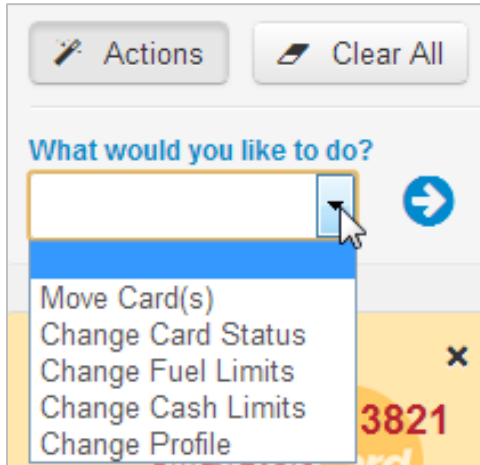 Actions
Clear All
What would you like to do?
Move Card(s)
Change Card Status
Change Fuel Limits
Change Cash Limits
3821
Change Profile